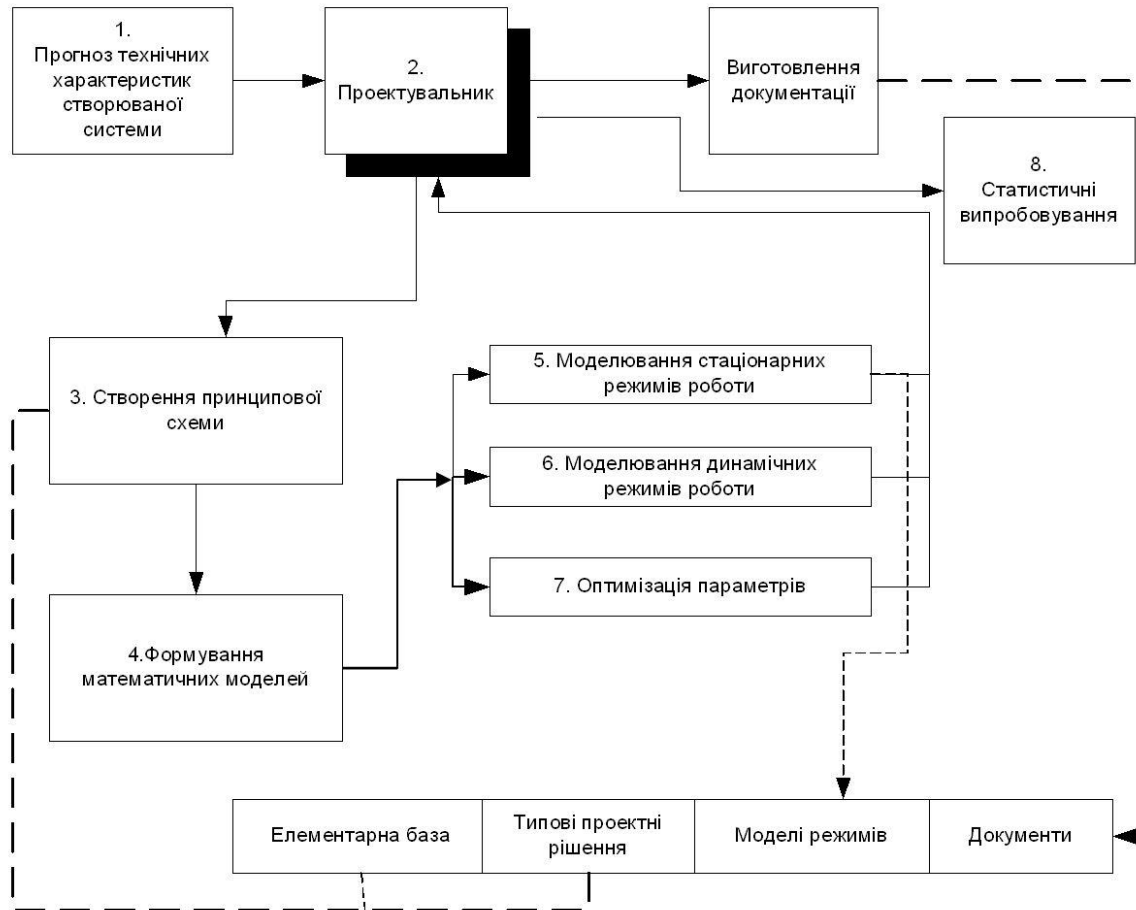 1.
Прогноз технічних
характеристик
створюваної
системи
2.
Проектувальник
Виготовлення
документації
8.
Статистичні
випробовування
3. Створення принципової
схеми
5. Моделювання стаціонарних
режимів роботи
6. Моделювання динамічних
режимів роботи
7. Оптимізація параметрів
4.Формування
математичних моделей
Елементарна база
Типові проектні
рішення
Моделі режимів
Документи